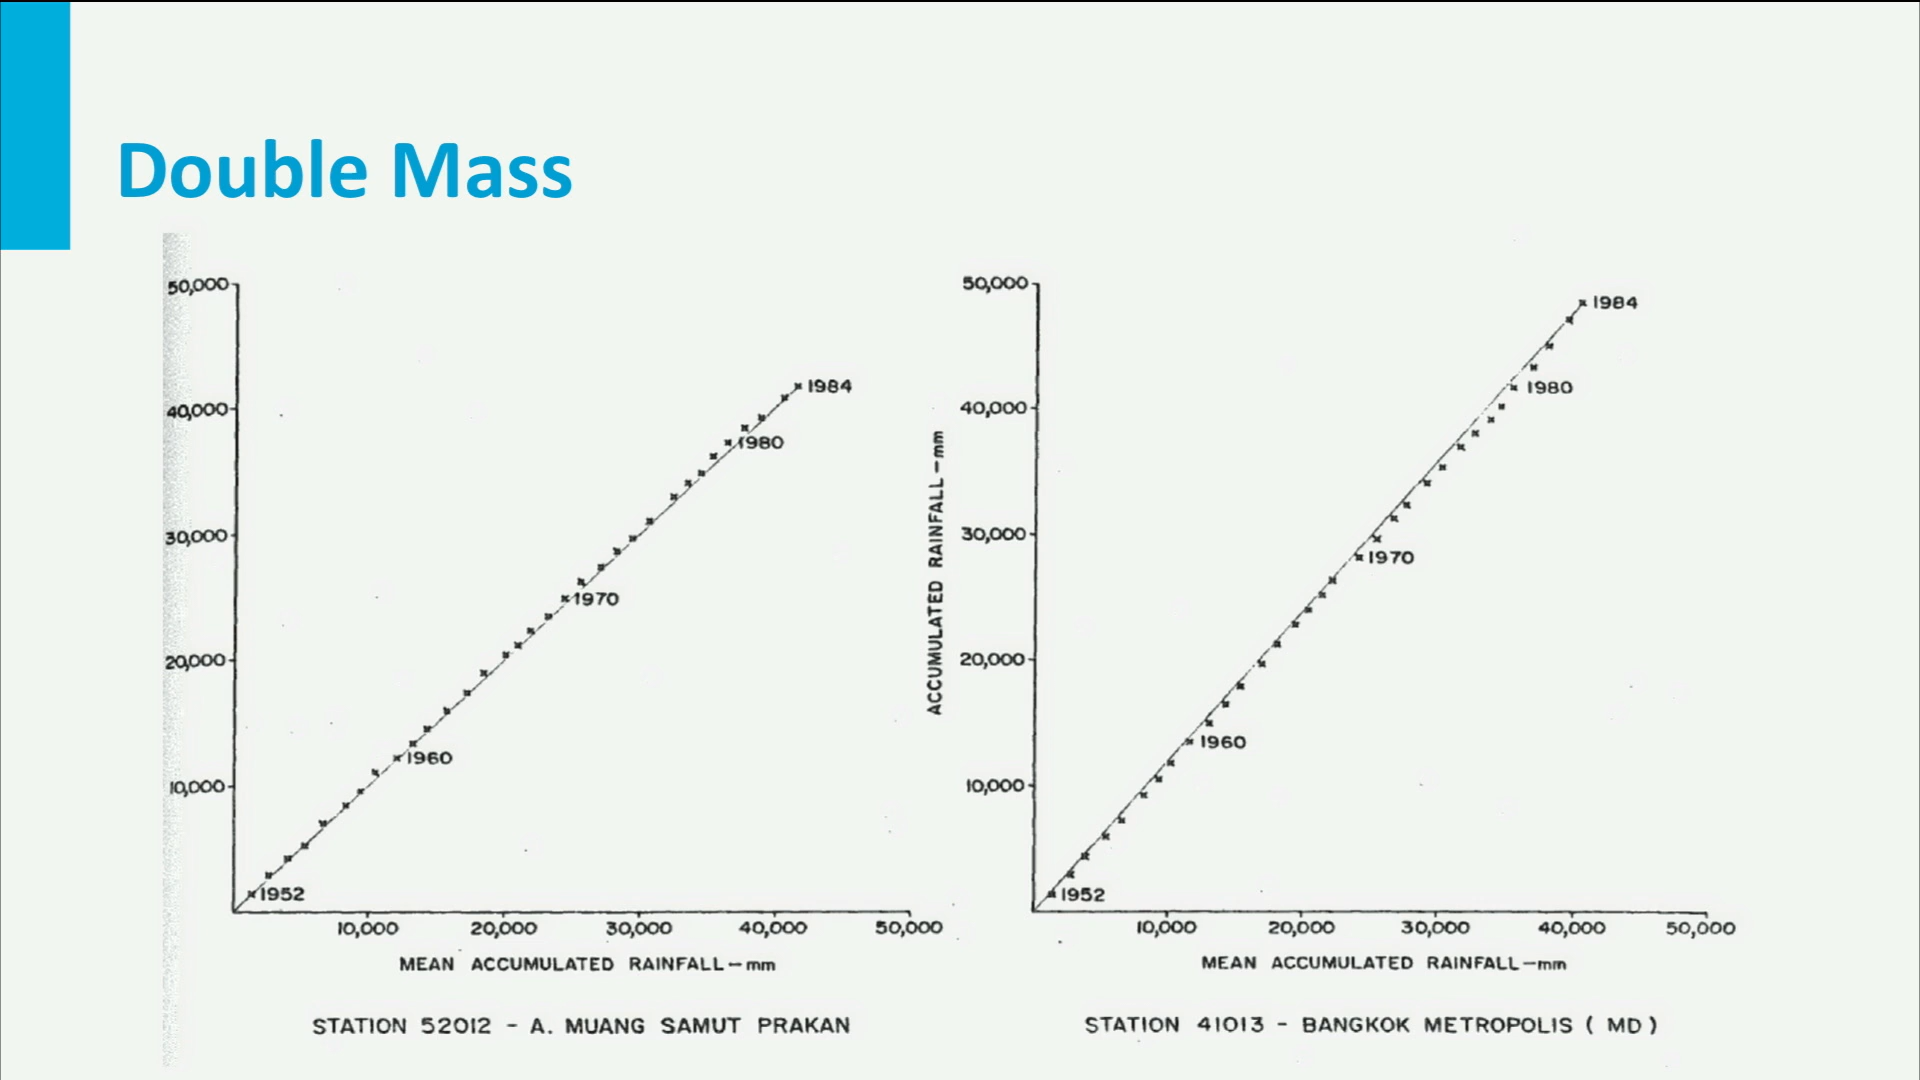 Double Mass
50,000
40,000
30,000
20,000
10,000
1984
1980
1970
1960
1952
10,000 20,000 30,000 40,000 50,000
MEAN ACCUMULATED RAINFALL-mm
STATION 52012 - A. MUANG SAMUT PRAKAN
ACCUMULATED RAINFALL-mm
50,000
40,000
30,000
20,000
10,000
1984
1980
1970
1960
1952
10,000 20,000 30,000 40,000 50,000
MEAN ACCUMULATED RAINFALL-mm
STATION 41013 - BANGKOK METROPOLIS ( MD )